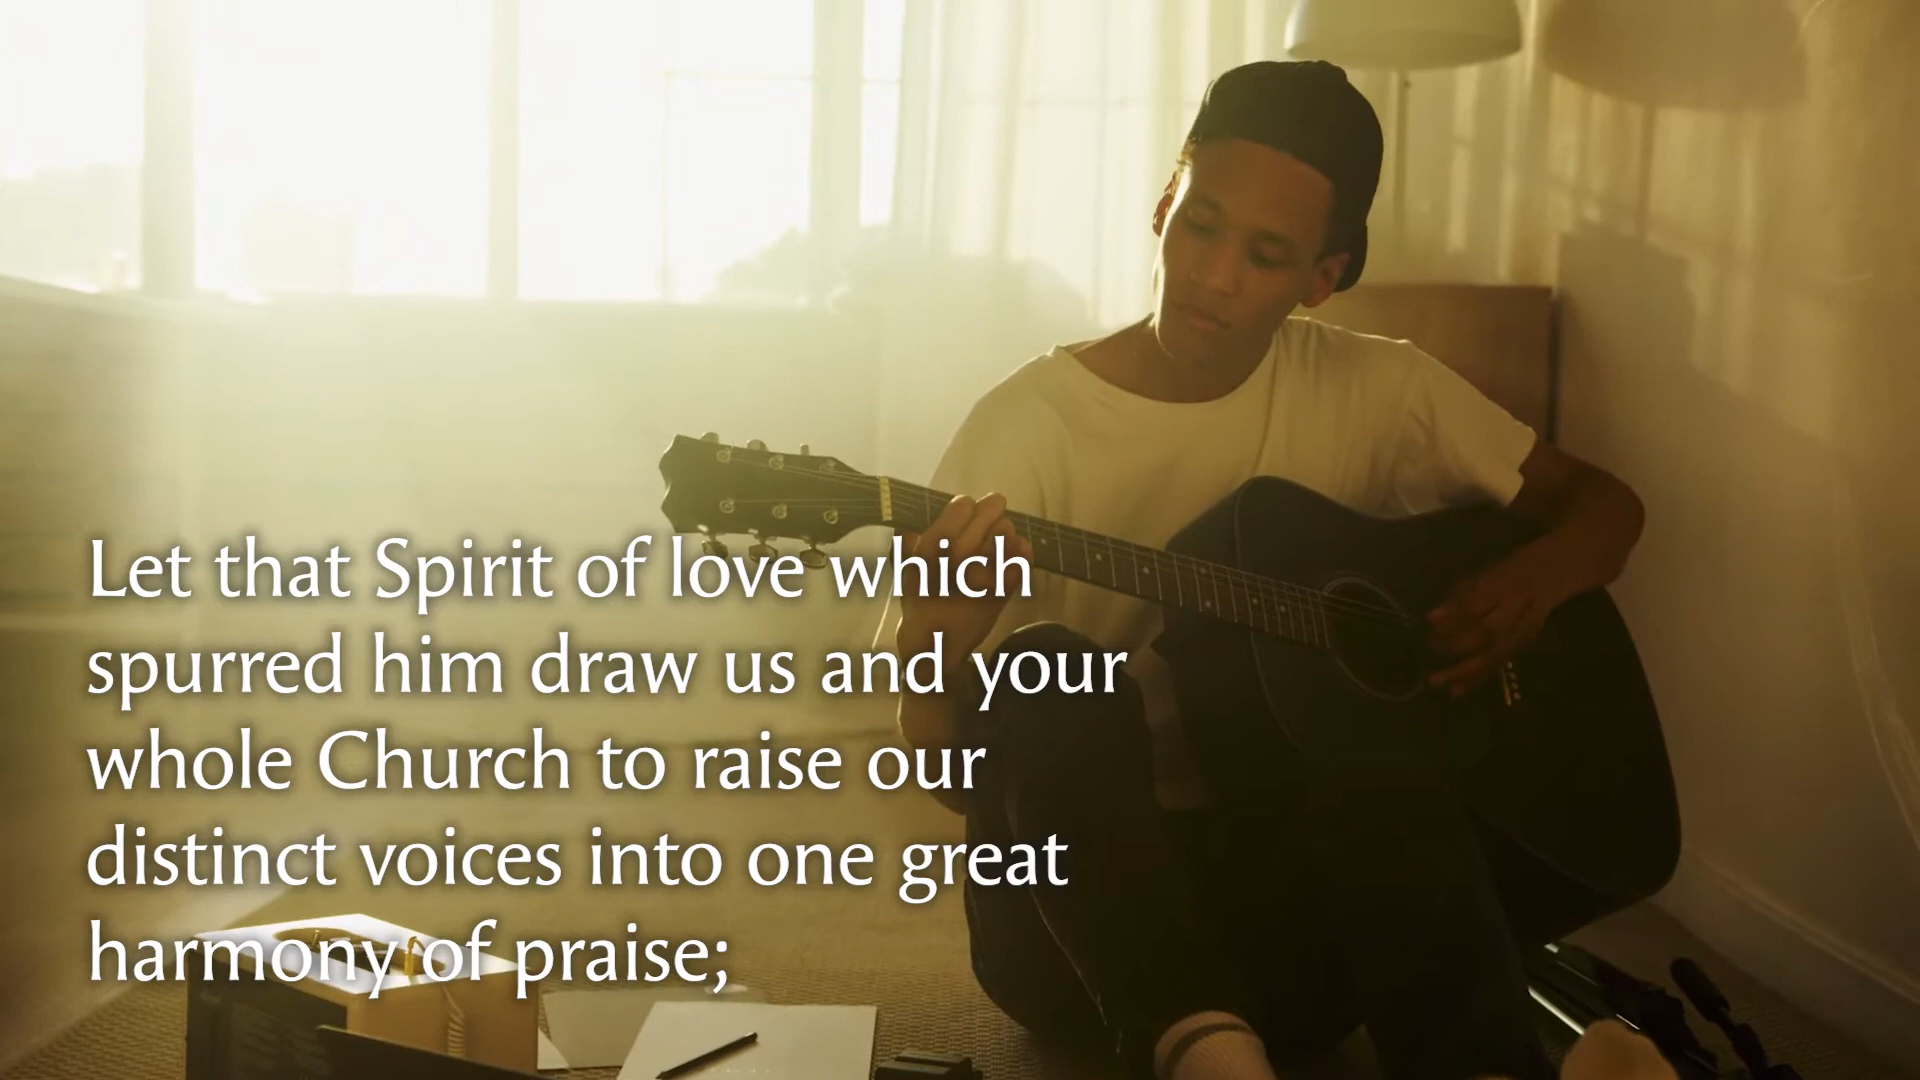 Let that Spirit of love which
spurred him draw us and your
whole Church to raise our
distinct voices into one great
harmony of praise;